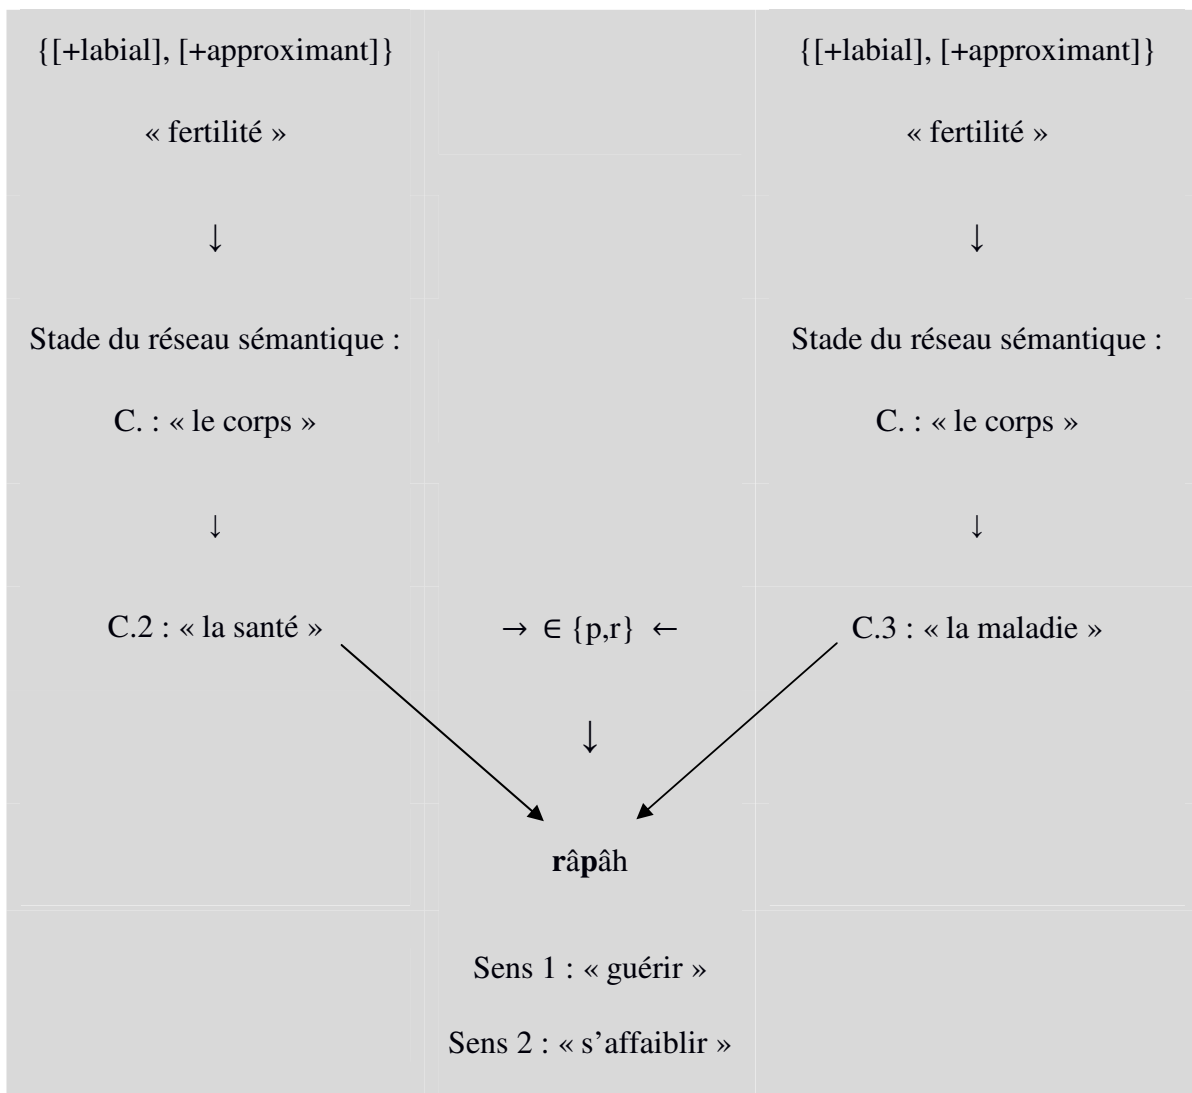 {[+labial], [+approximant]}
« fertilité »
↓
Stade du réseau sémantique :
C. : « le corps »
↓
C.2 : « la santé »
{[+labial], [+approximant]}
« fertilité »
↓
Stade du réseau sémantique :
C. : « le corps »
↓
C.3 : « la maladie »
→ ∈ {p,r} ←
↓
râpâh
Sens 1 : « guérir »
Sens 2 : « s’affaiblir »